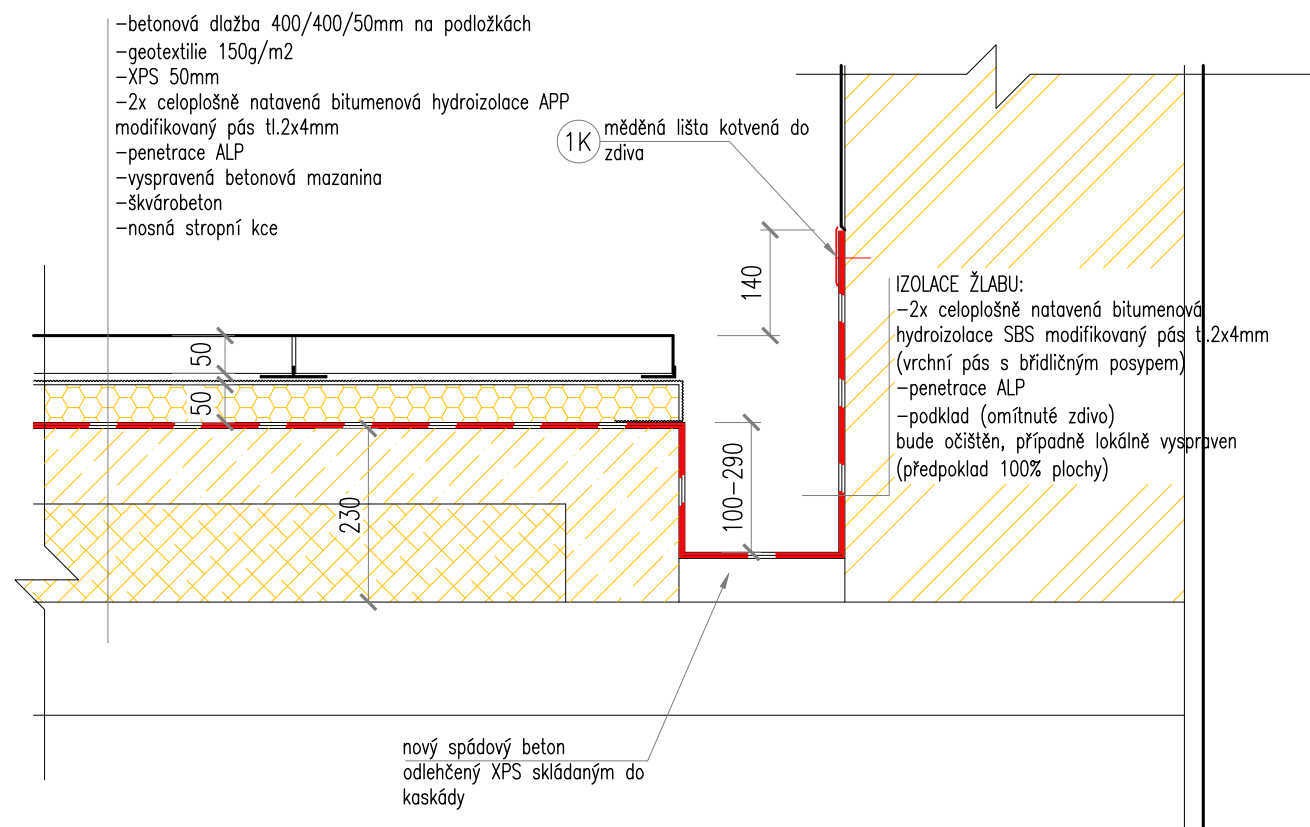 -betonová dlažba 400/400/50mm na podložkách
-geotextilie 150g/m2
-XPS 50mm
-2x celoplošně natavená bitumenová hydroizolace APP
modifikovaný pás tl.2x4mm
-penetrace ALP
-vyspravená betonová mazanina
-škvárobeton
-nosná stropní kce
1K
měděná lišta kotvená do
zdiva
140
IZOLACE ŽLABU:
-2x celoplošně natavená bitumenová
hydroizolace SBS modifikovaný pás tl.2x4mm
(vrchní pás s břidličným posypem)
-penetrace ALP
-podklad (omítnuté zdivo)
bude očištěn, případně lokálně vyspraven
(předpoklad 100% plochy)
50
50
230
100-290
nový spádový beton
odlehčený XPS skládaným do
kaskády